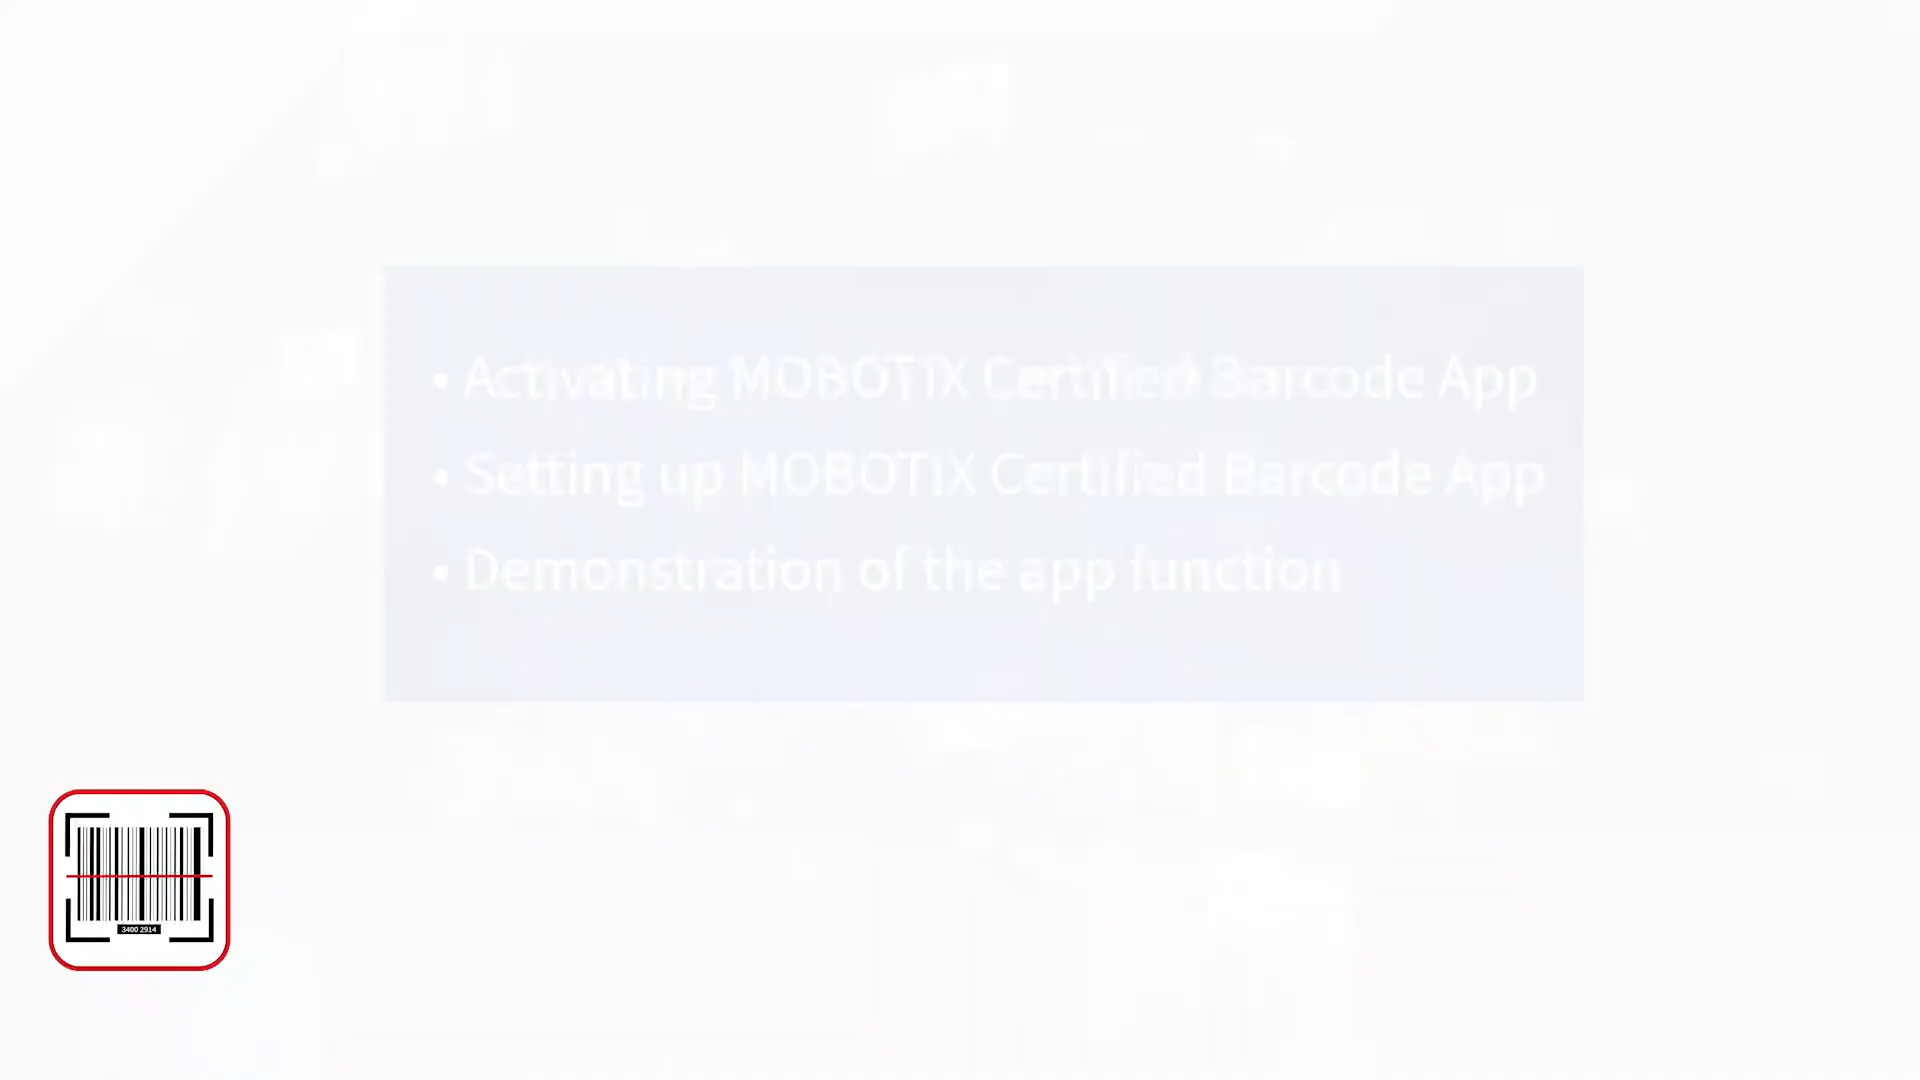 • Activating MOBOTIX Certified Barcode App
• Setting up MOBOTIX Certified Barcode App
• Demonstration of the app function
3400 2914